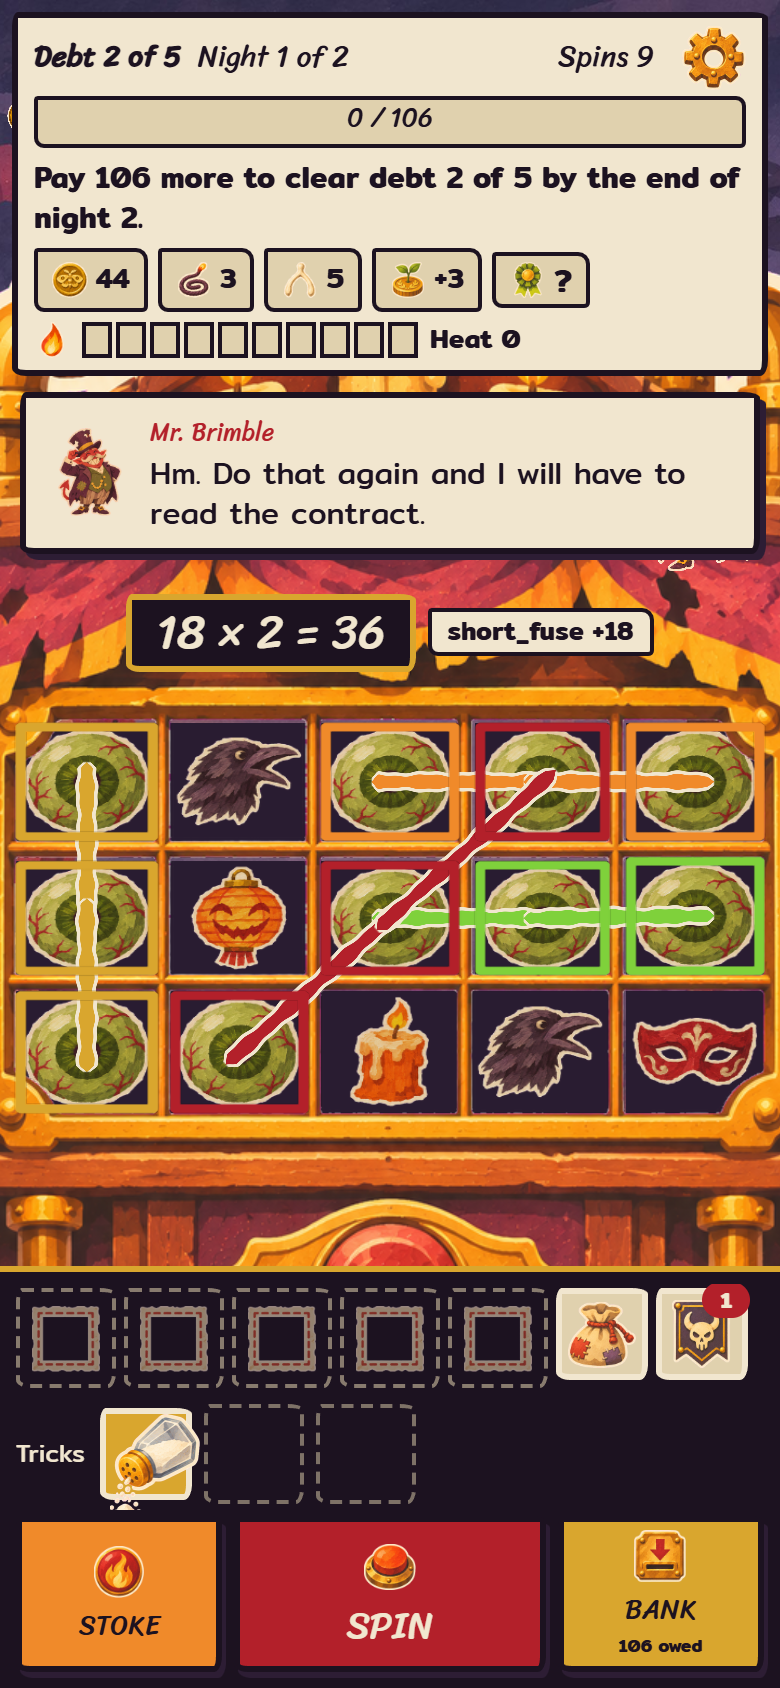 Debt 2 of 5 Night 1 of 2 Spins 9
0 / 106
Pay 106 more to clear debt 2 of 5 by the end of
night 2.
44 3 5 +3 ?
Heat 0
Mr. Brimble
Hm. Do that again and I will have to
read the contract.
18 x 2 = 36 short_fuse +18
1
Tricks
STOKE SPIN BANK
106 owed